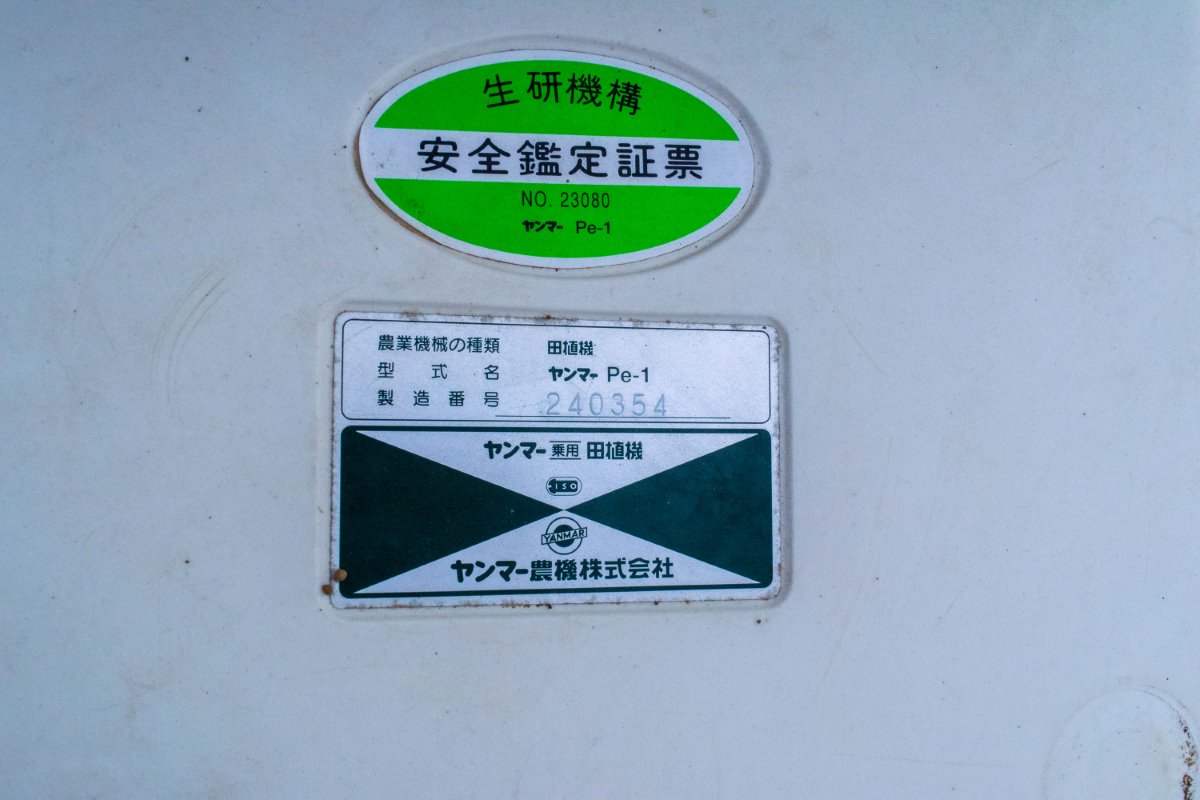 生研機構
安全鑑定証票
NO. 23080
ヤンマー Pe-1
農業機械の種類 田植機
型式名 ヤンマー Pe-1
製造番号 240354
ヤンマー 乗用 田植機
ISO
YANMAR
ヤンマー農機株式会社